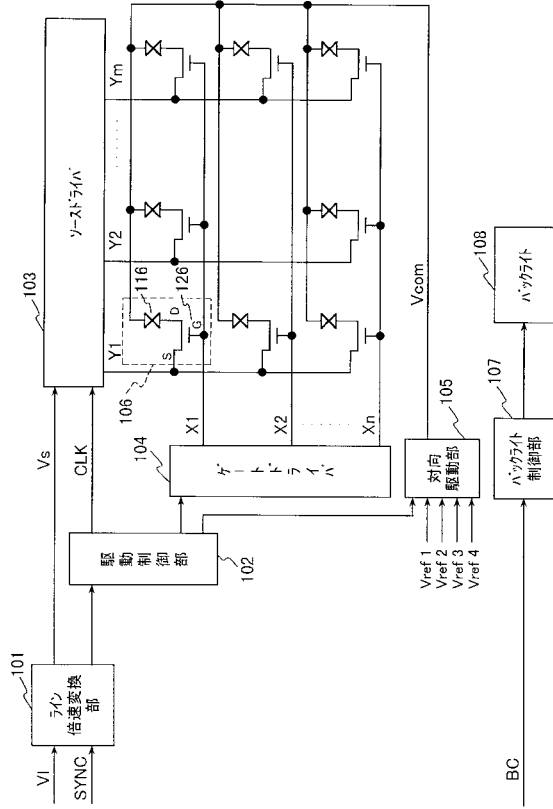 VI
SYNC
101
ライン
倍速変換
部
Vs
CLK
駆動制御部
102
103
ソースドライバ
Y1
Y2
Ym
116
126
106
S
D
G
104
ゲートドライバ
X1
X2
Xn
Vref 1
Vref 2
Vref 3
Vref 4
対向
駆動部
105
Vcom
BC
107
バックライト
制御部
108
バックライト